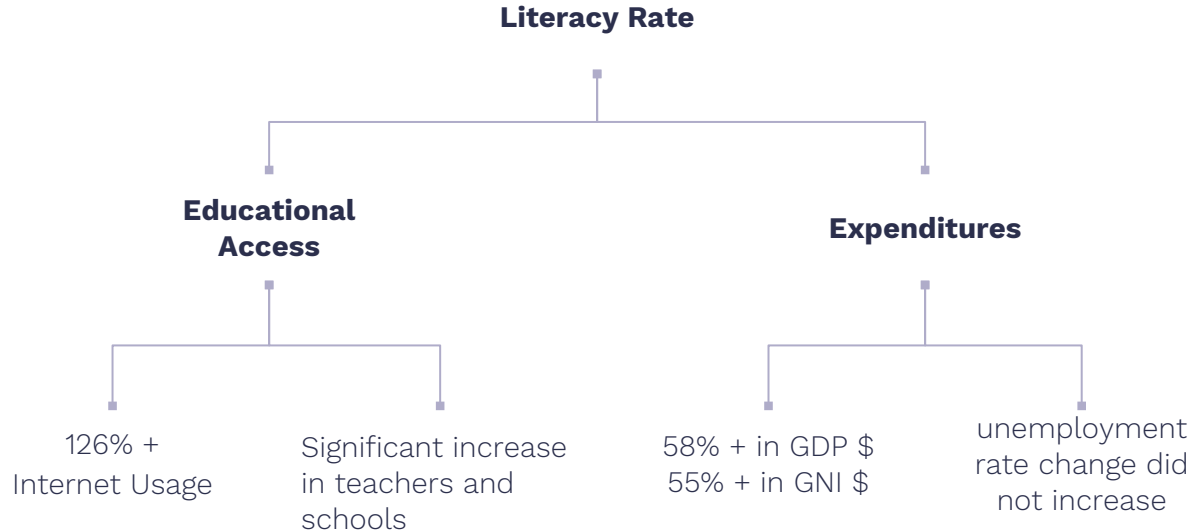 Literacy Rate
Educational
Access
Expenditures
126% +
Internet Usage
Significant increase
in teachers and
schools
58% + in GDP $
55% + in GNI $
unemployment
rate change did
not increase